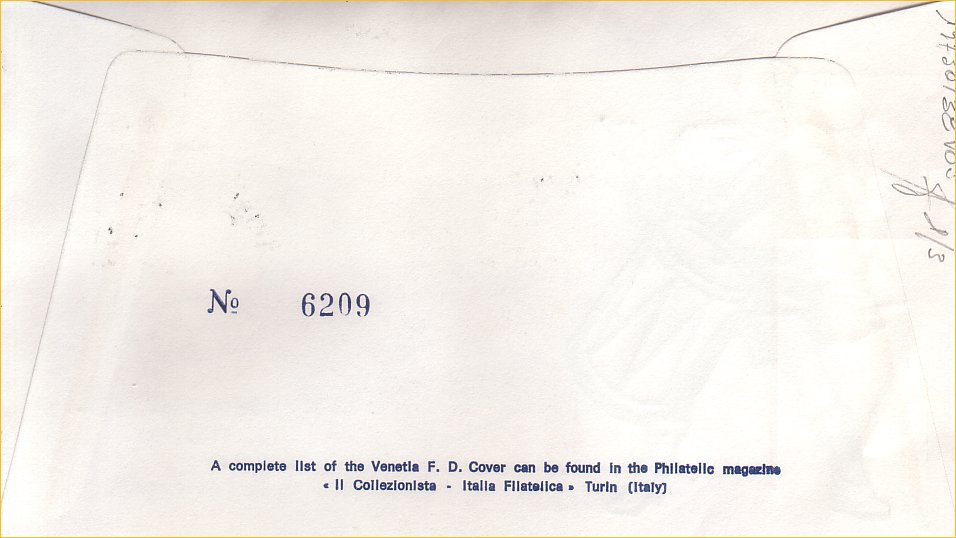 № 6209
A complete list of the Venetia F. D. Cover can be found in the Philatelic magazine
« Il Collezionista - Italia Filatelica » Turin (Italy)